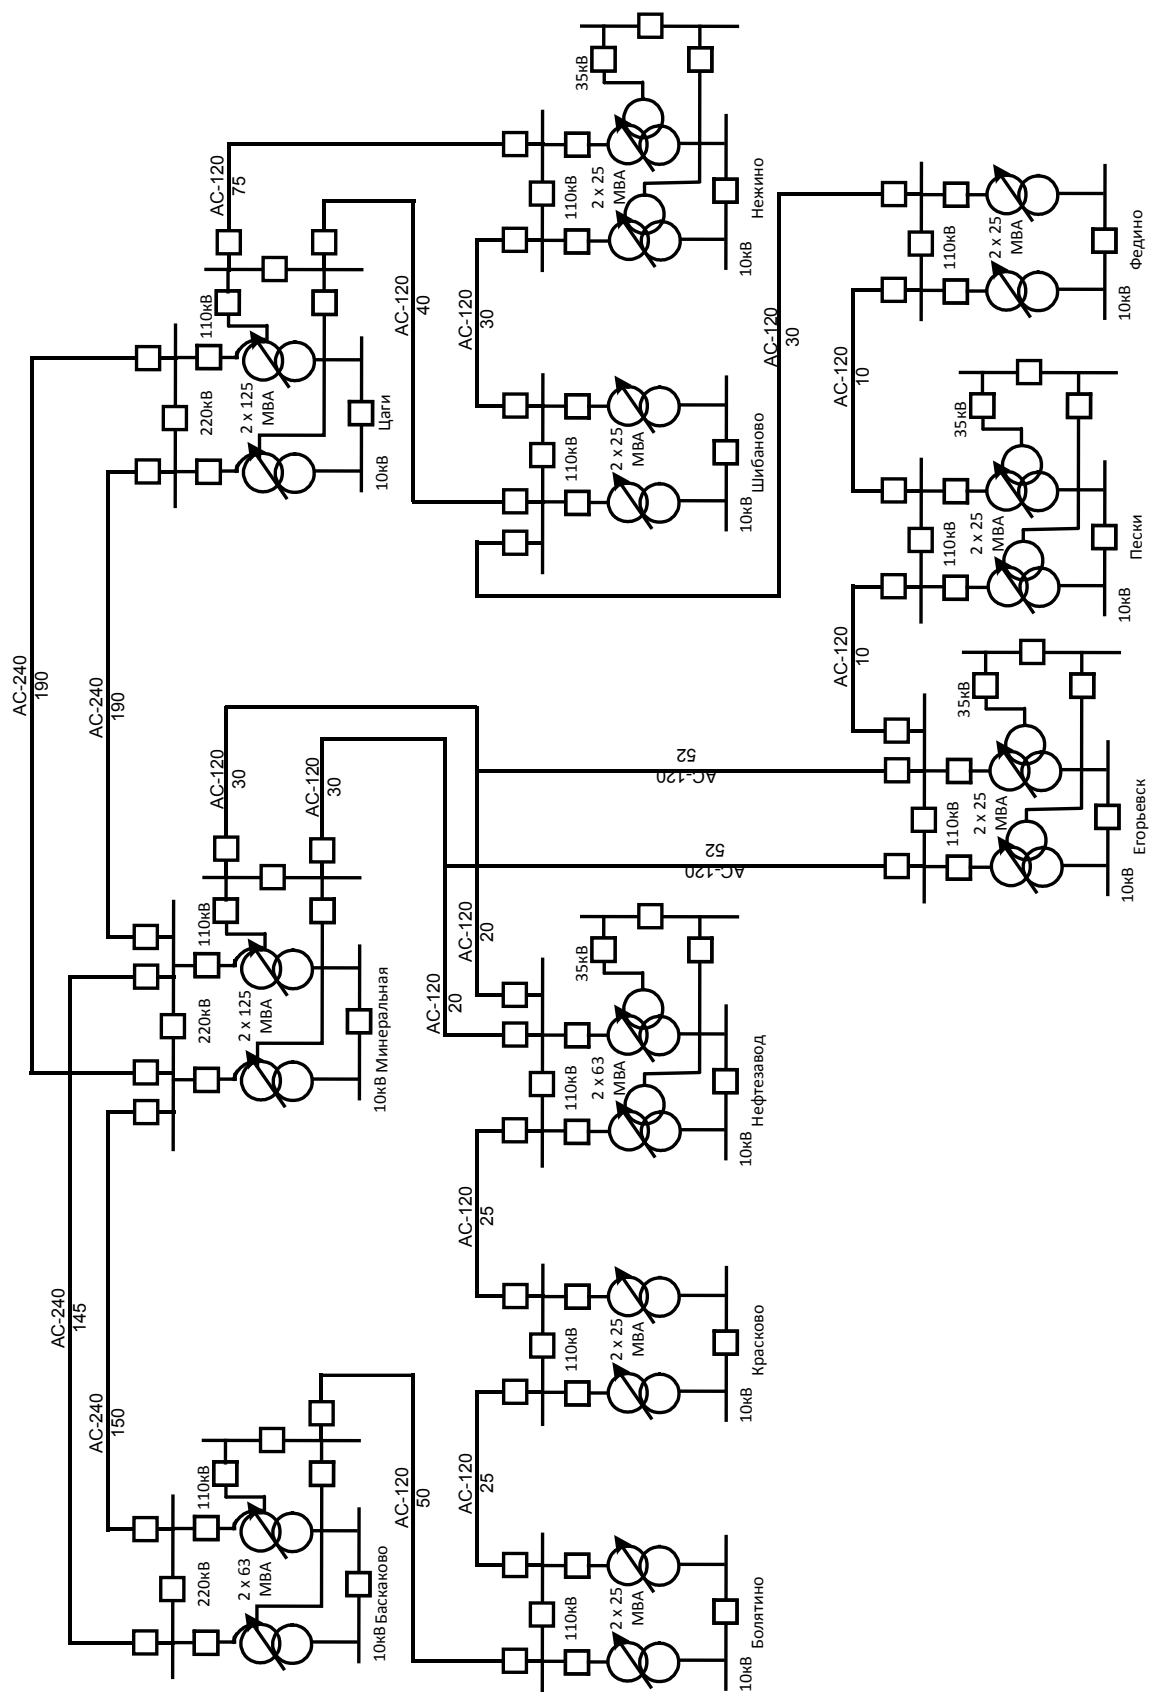 АС-240
190
АС-240
145
АС-240
150
АС-240
190
220кВ
110кВ
2 x 63
МВА
10кВ Баскаково
220кВ
110кВ
2 x 125
МВА
10кВ Минеральная
АС-120
30
АС-120
30
220кВ
110кВ
2 x 125
МВА
10кВ
Цаги
АС-120
75
АС-120
50
АС-120
20
АС-120
40
АС-120
25
АС-120
25
АС-120
20
АС-120
30
110кВ
2 x 25
МВА
10кВ
Болятино
110кВ
2 x 25
МВА
10кВ
Красково
110кВ
35кВ
2 x 63
МВА
10кВ
Нефтезавод
110кВ
2 x 25
МВА
10кВ
Шибаново
110кВ
35кВ
2 x 25
МВА
10кВ
Нежино
АС-120
52
АС-120
52
АС-120
30
АС-120
10
АС-120
10
110кВ
35кВ
2 x 25
МВА
10кВ
Егорьевск
110кВ
35кВ
2 x 25
МВА
10кВ
Пески
110кВ
2 x 25
МВА
10кВ
Федино